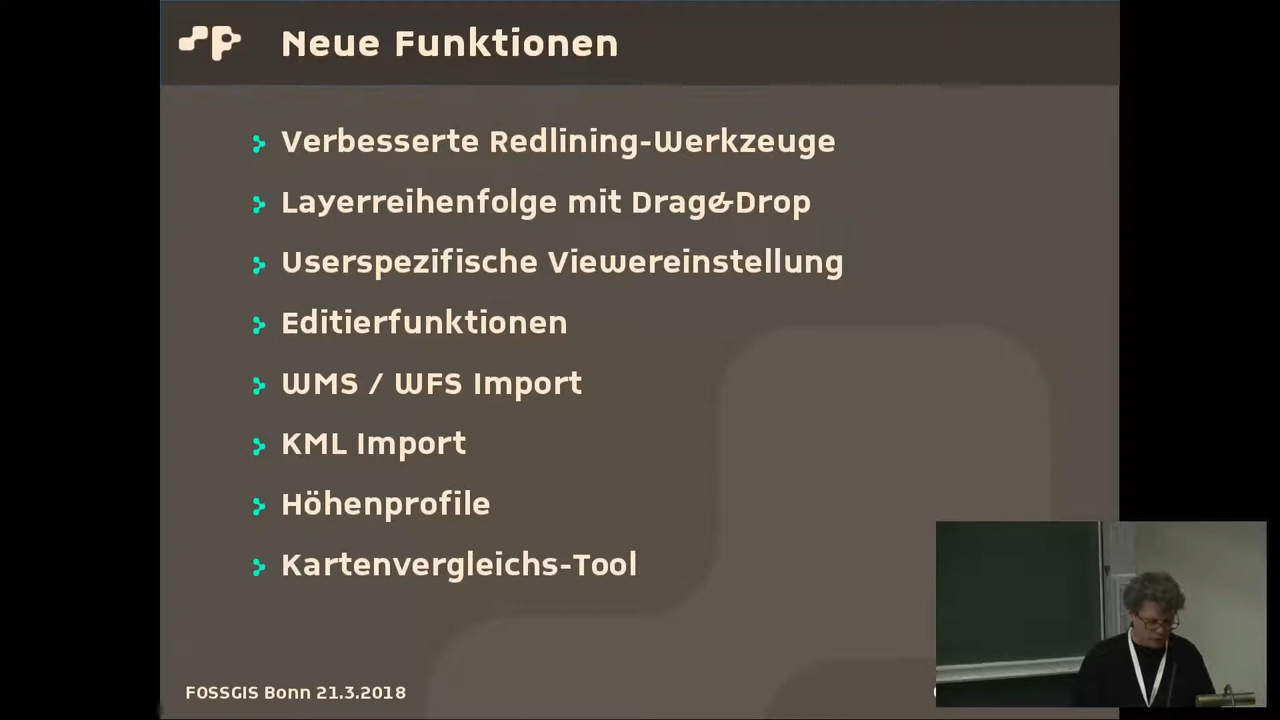 Neue Funktionen
Verbesserte Redlining-Werkzeuge
Layerreihenfolge mit Drag&Drop
Userspezifische Viewereinstellung
Editierfunktionen
WMS / WFS Import
KML Import
Höhenprofile
Kartenvergleichs-Tool
FOSSGIS Bonn 21.3.2018